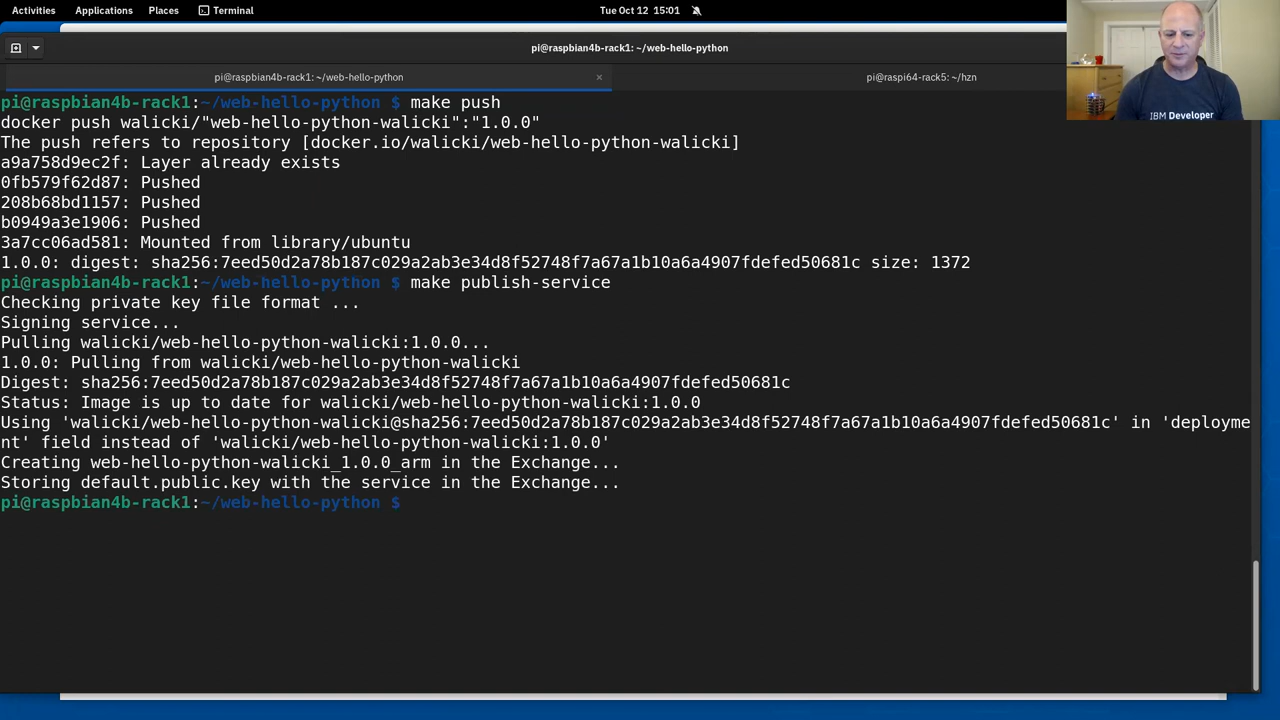 Activities Applications Places Terminal Tue Oct 12 15:01
pi@raspbian4b-rack1: ~/web-hello-python
pi@raspbian4b-rack1: ~/web-hello-python × pi@raspi64-rack5: ~/hzn
IBM Developer
pi@raspbian4b-rack1:~/web-hello-python $ make push
docker push walicki/"web-hello-python-walicki":"1.0.0"
The push refers to repository [docker.io/walicki/web-hello-python-walicki]
a9a758d9ec2f: Layer already exists
0fb579f62d87: Pushed
208b68bd1157: Pushed
b0949a3e1906: Pushed
3a7cc06ad581: Mounted from library/ubuntu
1.0.0: digest: sha256:7eed50d2a78b187c029a2ab3e34d8f52748f7a67a1b10a6a4907fdefed50681c size: 1372
pi@raspbian4b-rack1:~/web-hello-python $ make publish-service
Checking private key file format ...
Signing service...
Pulling walicki/web-hello-python-walicki:1.0.0...
1.0.0: Pulling from walicki/web-hello-python-walicki
Digest: sha256:7eed50d2a78b187c029a2ab3e34d8f52748f7a67a1b10a6a4907fdefed50681c
Status: Image is up to date for walicki/web-hello-python-walicki:1.0.0
Using 'walicki/web-hello-python-walicki@sha256:7eed50d2a78b187c029a2ab3e34d8f52748f7a67a1b10a6a4907fdefed50681c' in 'deployme
nt' field instead of 'walicki/web-hello-python-walicki:1.0.0'
Creating web-hello-python-walicki_1.0.0_arm in the Exchange...
Storing default.public.key with the service in the Exchange...
pi@raspbian4b-rack1:~/web-hello-python $